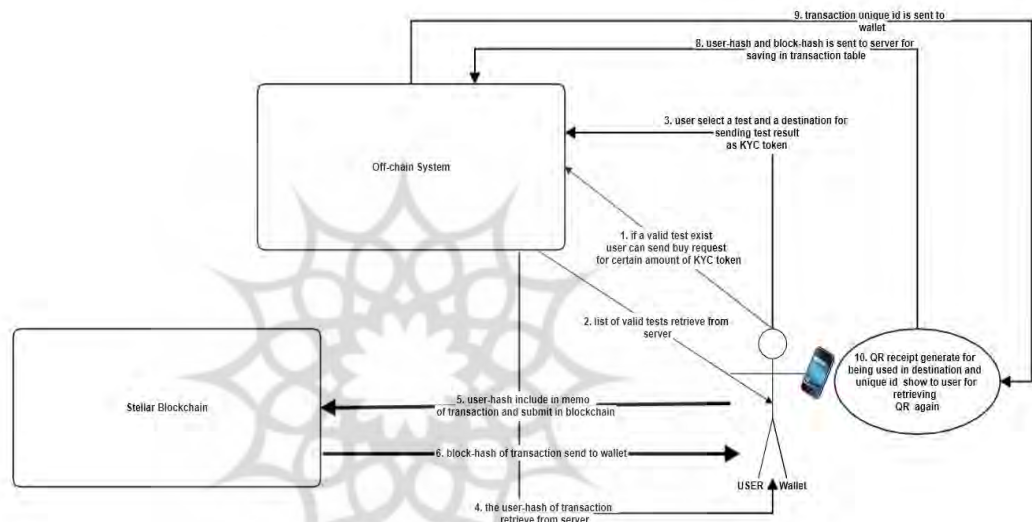 9. transaction unique id is sent to
wallet
8. user-hash and block-hash is sent to server for
saving in transaction table
3. user select a test and a destination for
sending test result
as KYC token
Off-chain System
1. if a valid test exist
user can send buy request
for certain amount of KYC token
2. list of valid tests retrieve from
server
10. QR receipt generate for
being used in destination and
unique id show to user for
retrieving
QR again
Stellar Blockchain
5. user-hash include in memo
of transaction and submit in blockchain
6. block-hash of transaction send to wallet
USER Wallet
4. the user-hash of transaction
retrieve from server